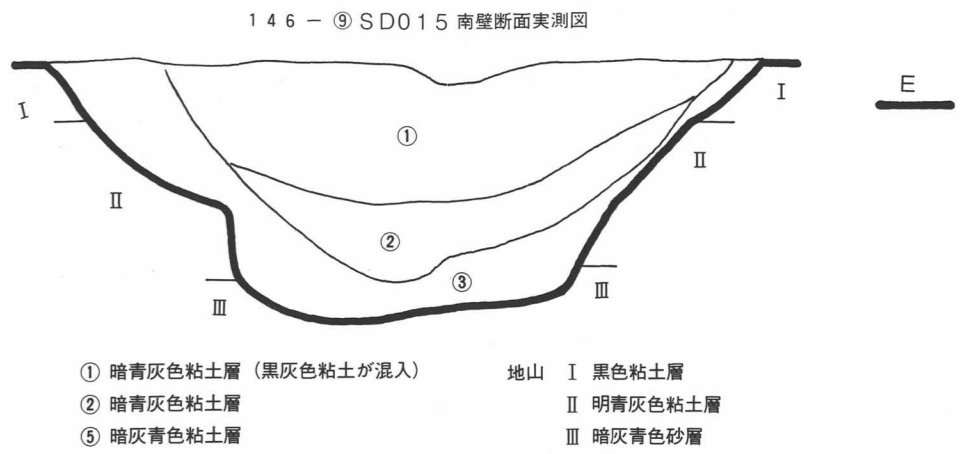 146-⑨SD015南壁断面実測図
E
I
I
①
II
II
②
③
III
III
①暗青灰色粘土層(黒灰色粘土が混入)
地山 I 黒色粘土層
②暗青灰色粘土層
II 明青灰色粘土層
⑤暗灰青色粘土層
III 暗灰青色砂層